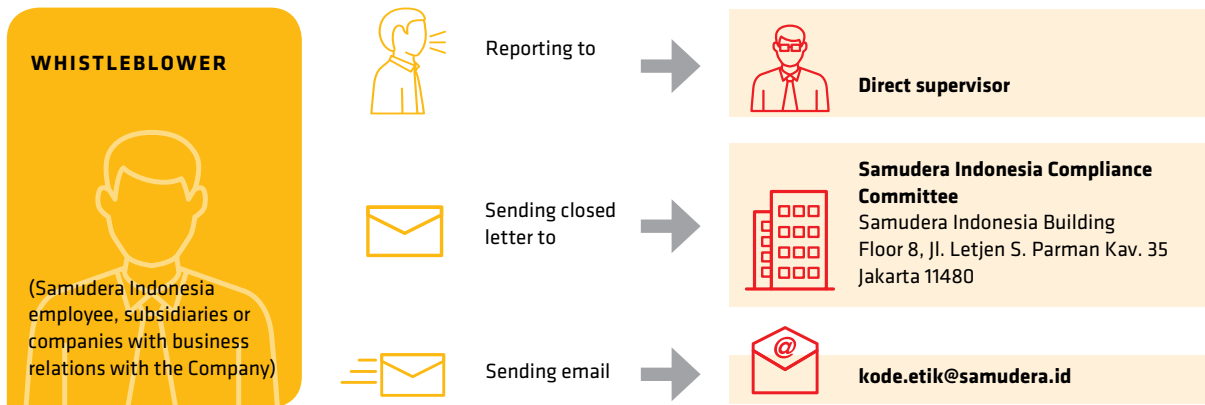 WHISTLEBLOWER
(Samudera Indonesia
employee, subsidiaries or
companies with business
relations with the Company)
Reporting to
Direct supervisor
Sending closed
letter to
Samudera Indonesia Compliance
Committee
Samudera Indonesia Building
Floor 8, Jl. Letjen S. Parman Kav. 35
Jakarta 11480
Sending email
@
kode.etik@samudera.id